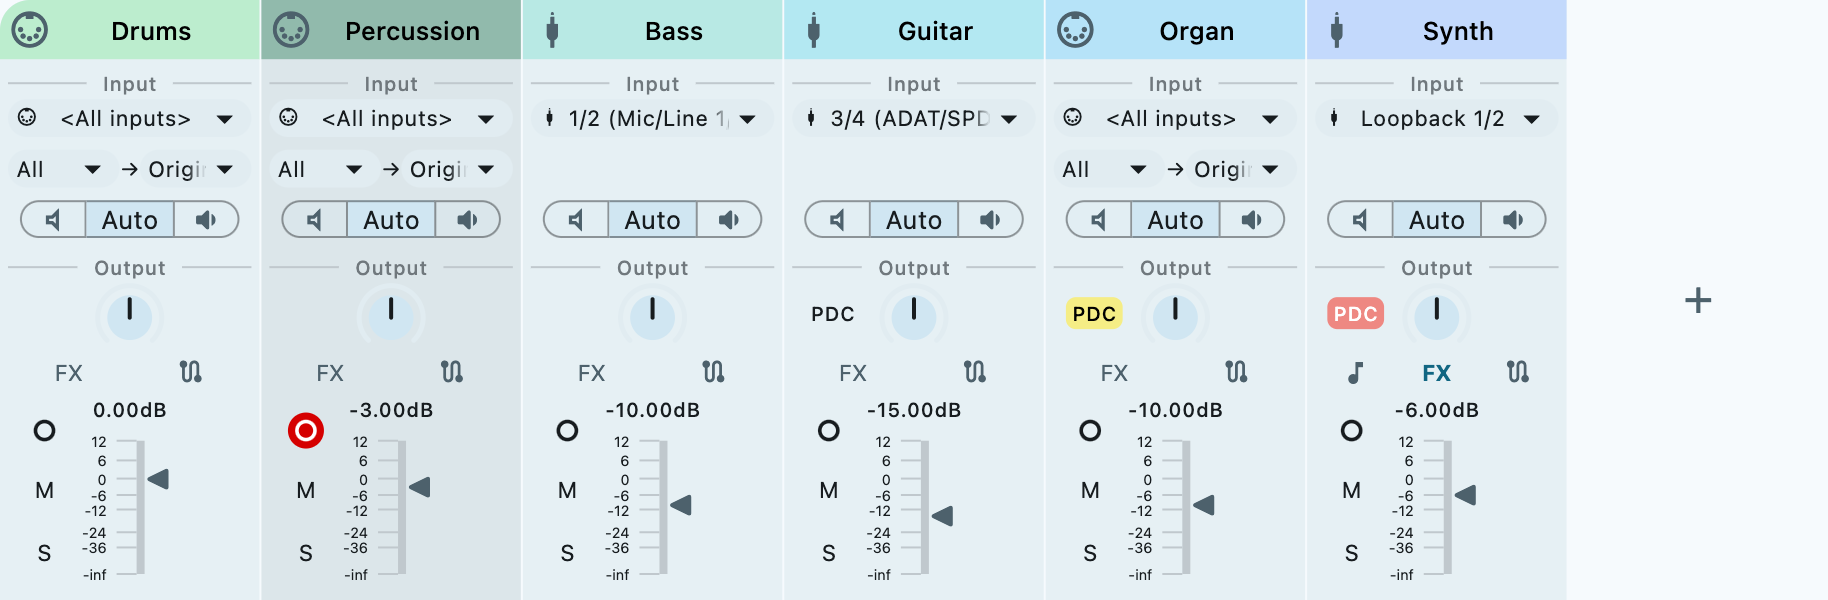 Drums
Input
<All inputs>
All → Origi
Auto
Output
FX
0.00dB
12
6
0
-6
-12
-24
-36
-inf
M
S
Percussion
Input
<All inputs>
All → Origi
Auto
Output
FX
-3.00dB
12
6
0
-6
-12
-24
-36
-inf
M
S
Bass
Input
1/2 (Mic/Line 1/
Auto
Output
FX
-10.00dB
12
6
0
-6
-12
-24
-36
-inf
M
S
Guitar
Input
3/4 (ADAT/SPD
Auto
Output
PDC
FX
-15.00dB
12
6
0
-6
-12
-24
-36
-inf
M
S
Organ
Input
<All inputs>
All → Origi
Auto
Output
PDC
FX
-10.00dB
12
6
0
-6
-12
-24
-36
-inf
M
S
Synth
Input
Loopback 1/2
Auto
Output
PDC
FX
-6.00dB
12
6
0
-6
-12
-24
-36
-inf
M
S
+